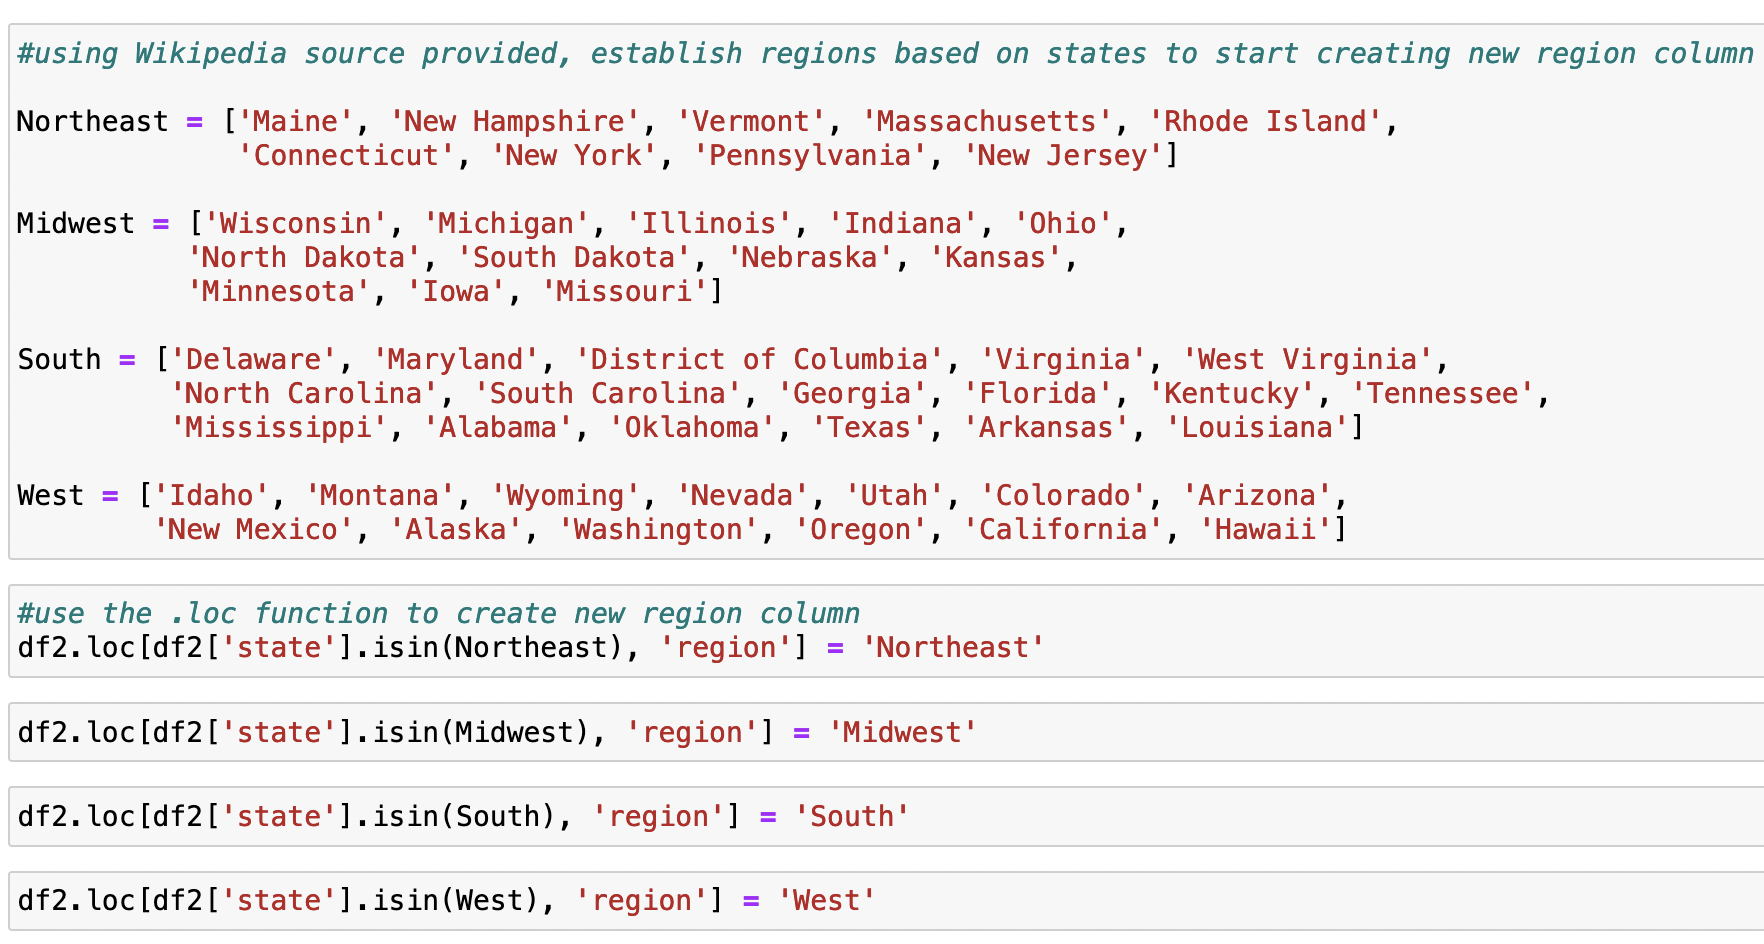 #using Wikipedia source provided, establish regions based on states to start creating new region column
Northeast = ['Maine', 'New Hampshire', 'Vermont', 'Massachusetts', 'Rhode Island',
'Connecticut', 'New York', 'Pennsylvania', 'New Jersey']
Midwest = ['Wisconsin', 'Michigan', 'Illinois', 'Indiana', 'Ohio',
'North Dakota', 'South Dakota', 'Nebraska', 'Kansas',
'Minnesota', 'Iowa', 'Missouri']
South = ['Delaware', 'Maryland', 'District of Columbia', 'Virginia', 'West Virginia',
'North Carolina', 'South Carolina', 'Georgia', 'Florida', 'Kentucky', 'Tennessee',
'Mississippi', 'Alabama', 'Oklahoma', 'Texas', 'Arkansas', 'Louisiana']
West = ['Idaho', 'Montana', 'Wyoming', 'Nevada', 'Utah', 'Colorado', 'Arizona',
'New Mexico', 'Alaska', 'Washington', 'Oregon', 'California', 'Hawaii']
#use the .loc function to create new region column
df2.loc[df2['state'].isin(Northeast), 'region'] = 'Northeast'
df2.loc[df2['state'].isin(Midwest), 'region'] = 'Midwest'
df2.loc[df2['state'].isin(South), 'region'] = 'South'
df2.loc[df2['state'].isin(West), 'region'] = 'West'